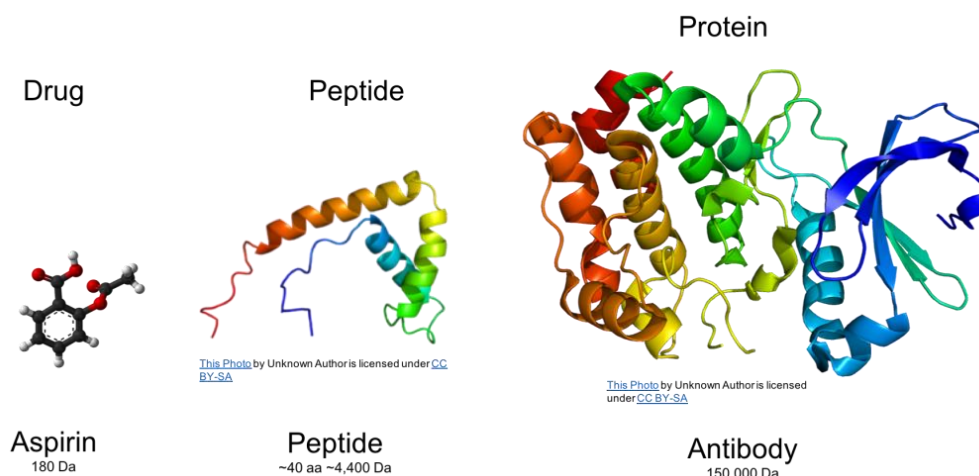 Protein
Drug
Peptide
This Photo by Unknown Author is licensed under CC
BY-SA
This Photo by Unknown Author is licensed
under CC BY-SA
Aspirin
180 Da
Peptide
~40 aa ~4,400 Da
Antibody
150,000 Da